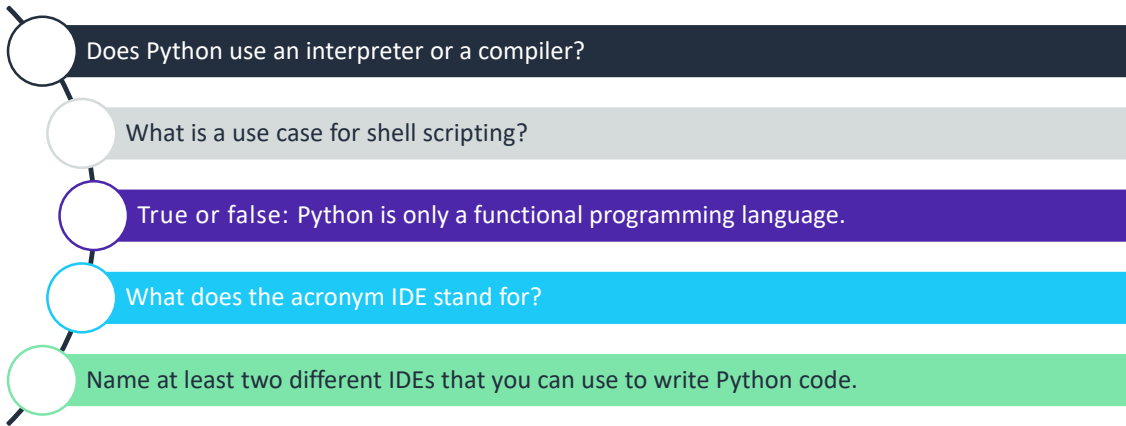 Does Python use an interpreter or a compiler?
What is a use case for shell scripting?
True or false: Python is only a functional programming language.
What does the acronym IDE stand for?
Name at least two different IDEs that you can use to write Python code.